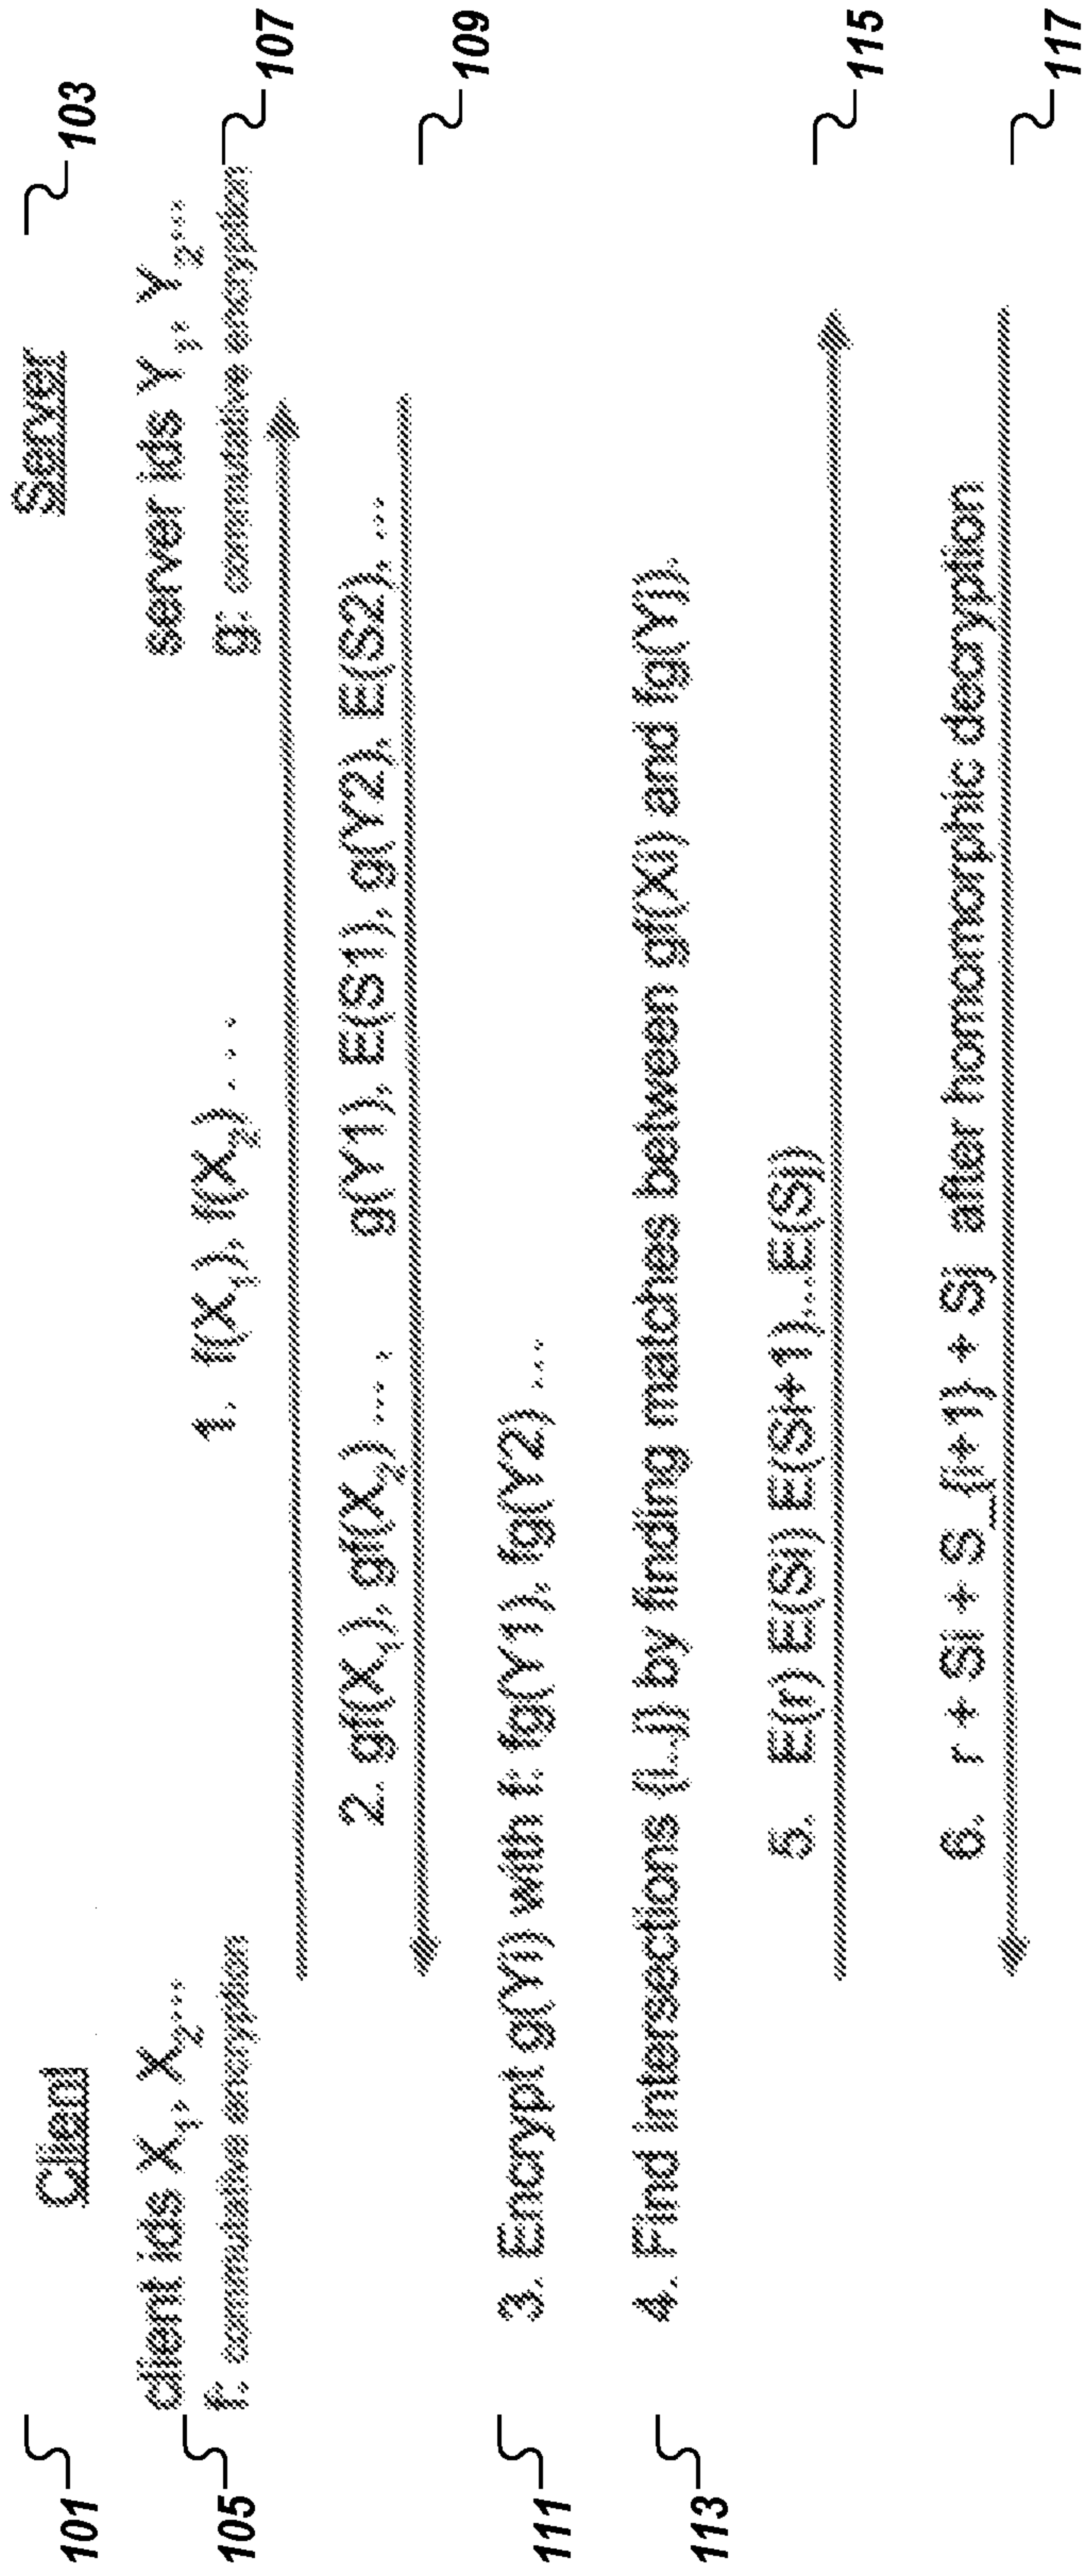 101
Client
Server
103
105
client ids X1, X2...
server ids Y1, Y2...
f: commutative encryption
g: commutative encryption
107
1. f(X1), f(X2) ....
2. gf(X1), gf(X2) ...., g(Y1), E(S1), g(Y2), E(S2), ...
109
111
3. Encrypt g(Yi) with f: fg(Y1), fg(Y2) ...
113
4. Find intersections (i..j) by finding matches between gf(Xi) and fg(Yj).
5. E(r) E(Si) E(Si+1)...E(Sj)
115
6. r + Si + S_{i+1} + Sj after homomorphic decryption
117